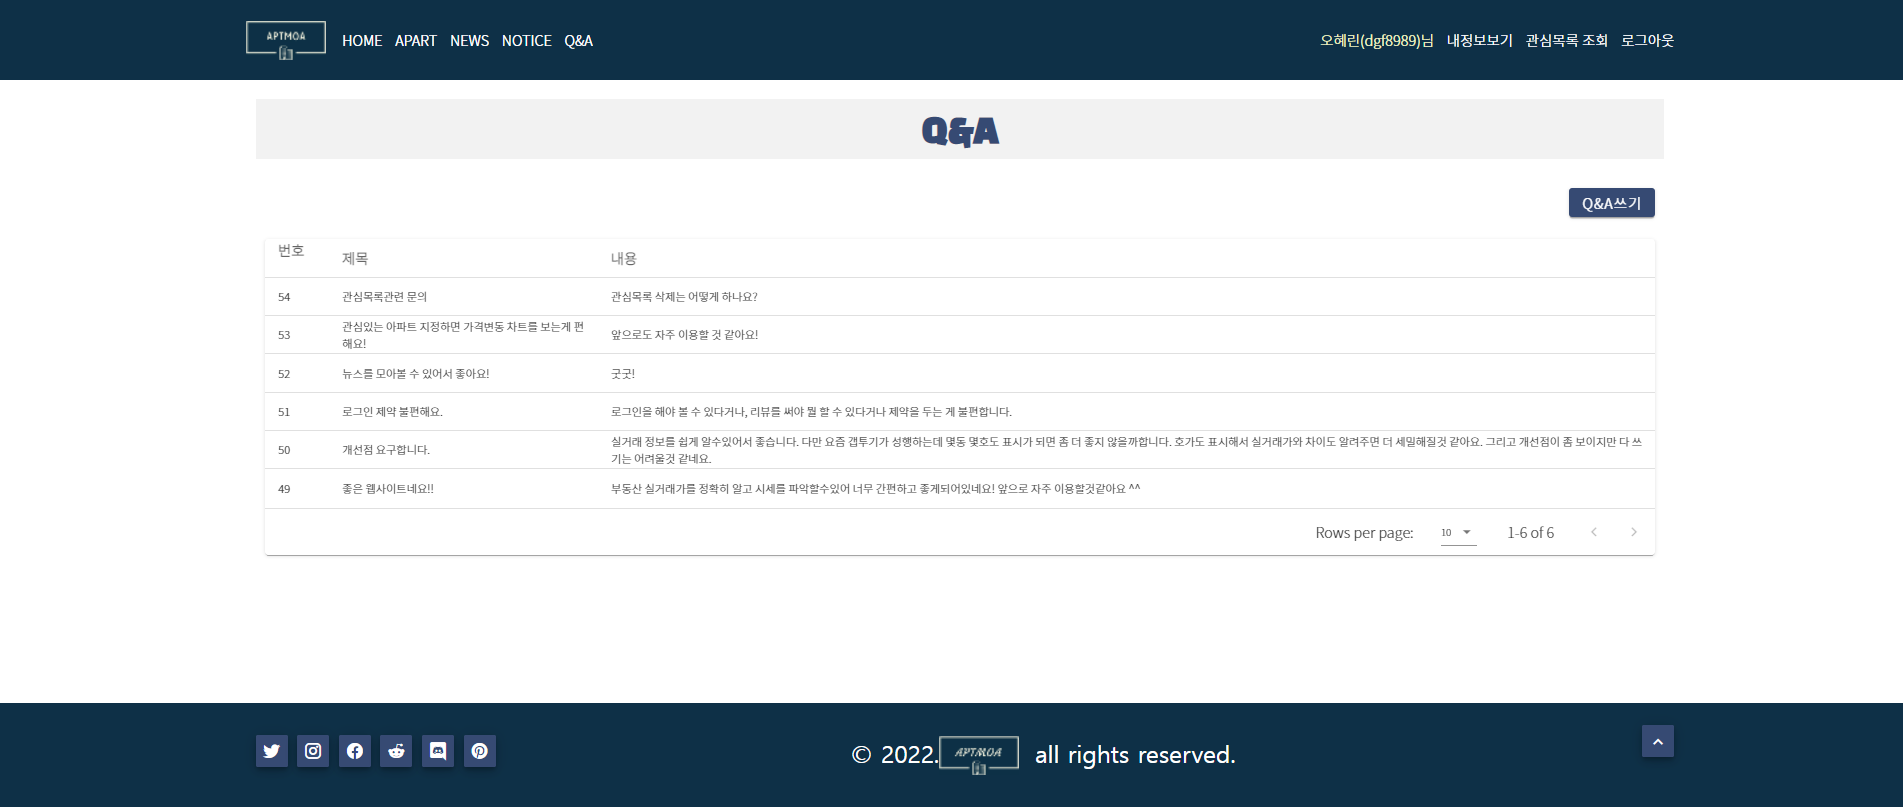 APTMOA HOME APART NEWS NOTICE Q&A 오혜린(dgf8989)님 내정보보기 관심목록 조회 로그아웃
Q&A
Q&A쓰기
번호 제목 내용
54 관심목록관련 문의 관심목록 삭제는 어떻게 하나요?
53 관심있는 아파트 지정하면 가격변동 차트를 보는게 편
해요! 앞으로도 자주 이용할 것 같아요!
52 뉴스를 모아볼 수 있어서 좋아요! 굿굿!
51 로그인 제약 불편해요. 로그인을 해야 볼 수 있다거나, 리뷰를 써야 뭘 할 수 있다거나 제약을 두는 게 불편합니다.
50 개선점 요구합니다. 실거래 정보를 쉽게 알수있어서 좋습니다. 다만 요즘 갭투기가 성행하는데 몇동 몇호도 표시가 되면 좀 더 좋지 않을까합니다. 호가도 표시해서 실거래가와 차이도 알려주면 더 세밀해질것 같아요. 그리고 개선점이 좀 보이지만 다 쓰
기는 어려울것 같네요.
49 좋은 웹사이트네요!! 부동산 실거래가를 정확히 알고 시세를 파악할수있어 너무 간편하고 좋게되어있네요! 앞으로 자주 이용할것같아요 ^^
Rows per page: 10 1-6 of 6
© 2022. APTMOA all rights reserved.